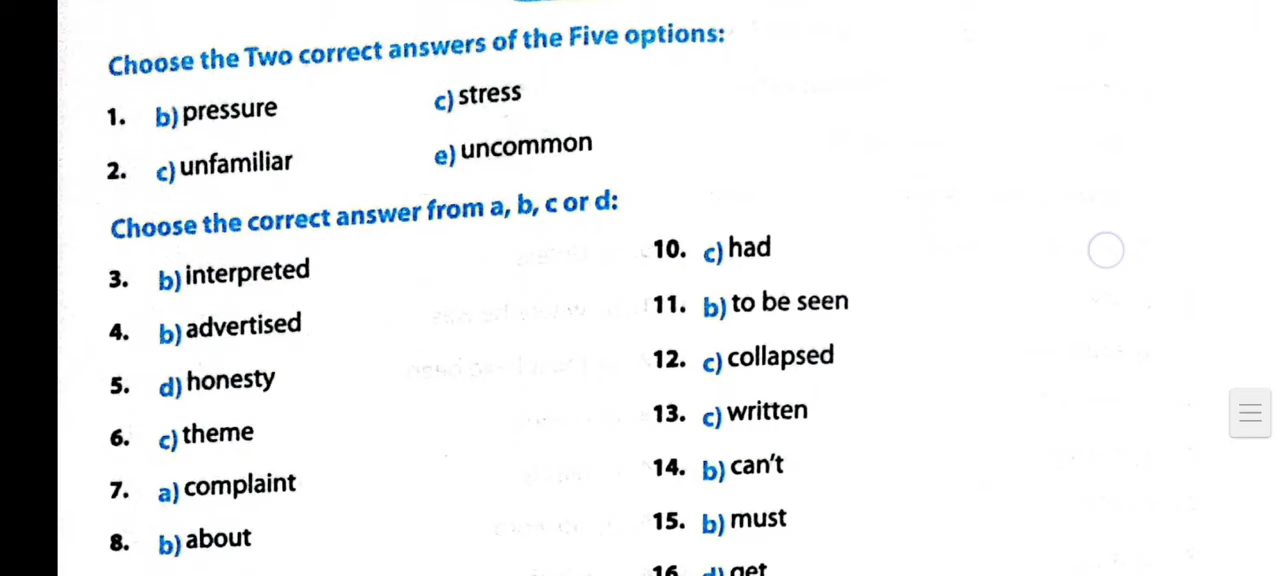 Choose the Two correct answers of the Five options:
1. b) pressure c) stress
2. c) unfamiliar e) uncommon
Choose the correct answer from a, b, c or d:
3. b) interpreted
4. b) advertised
5. d) honesty
6. c) theme
7. a) complaint
8. b) about
10. c) had
11. b) to be seen
12. c) collapsed
13. c) written
14. b) can't
15. b) must
16 d) get